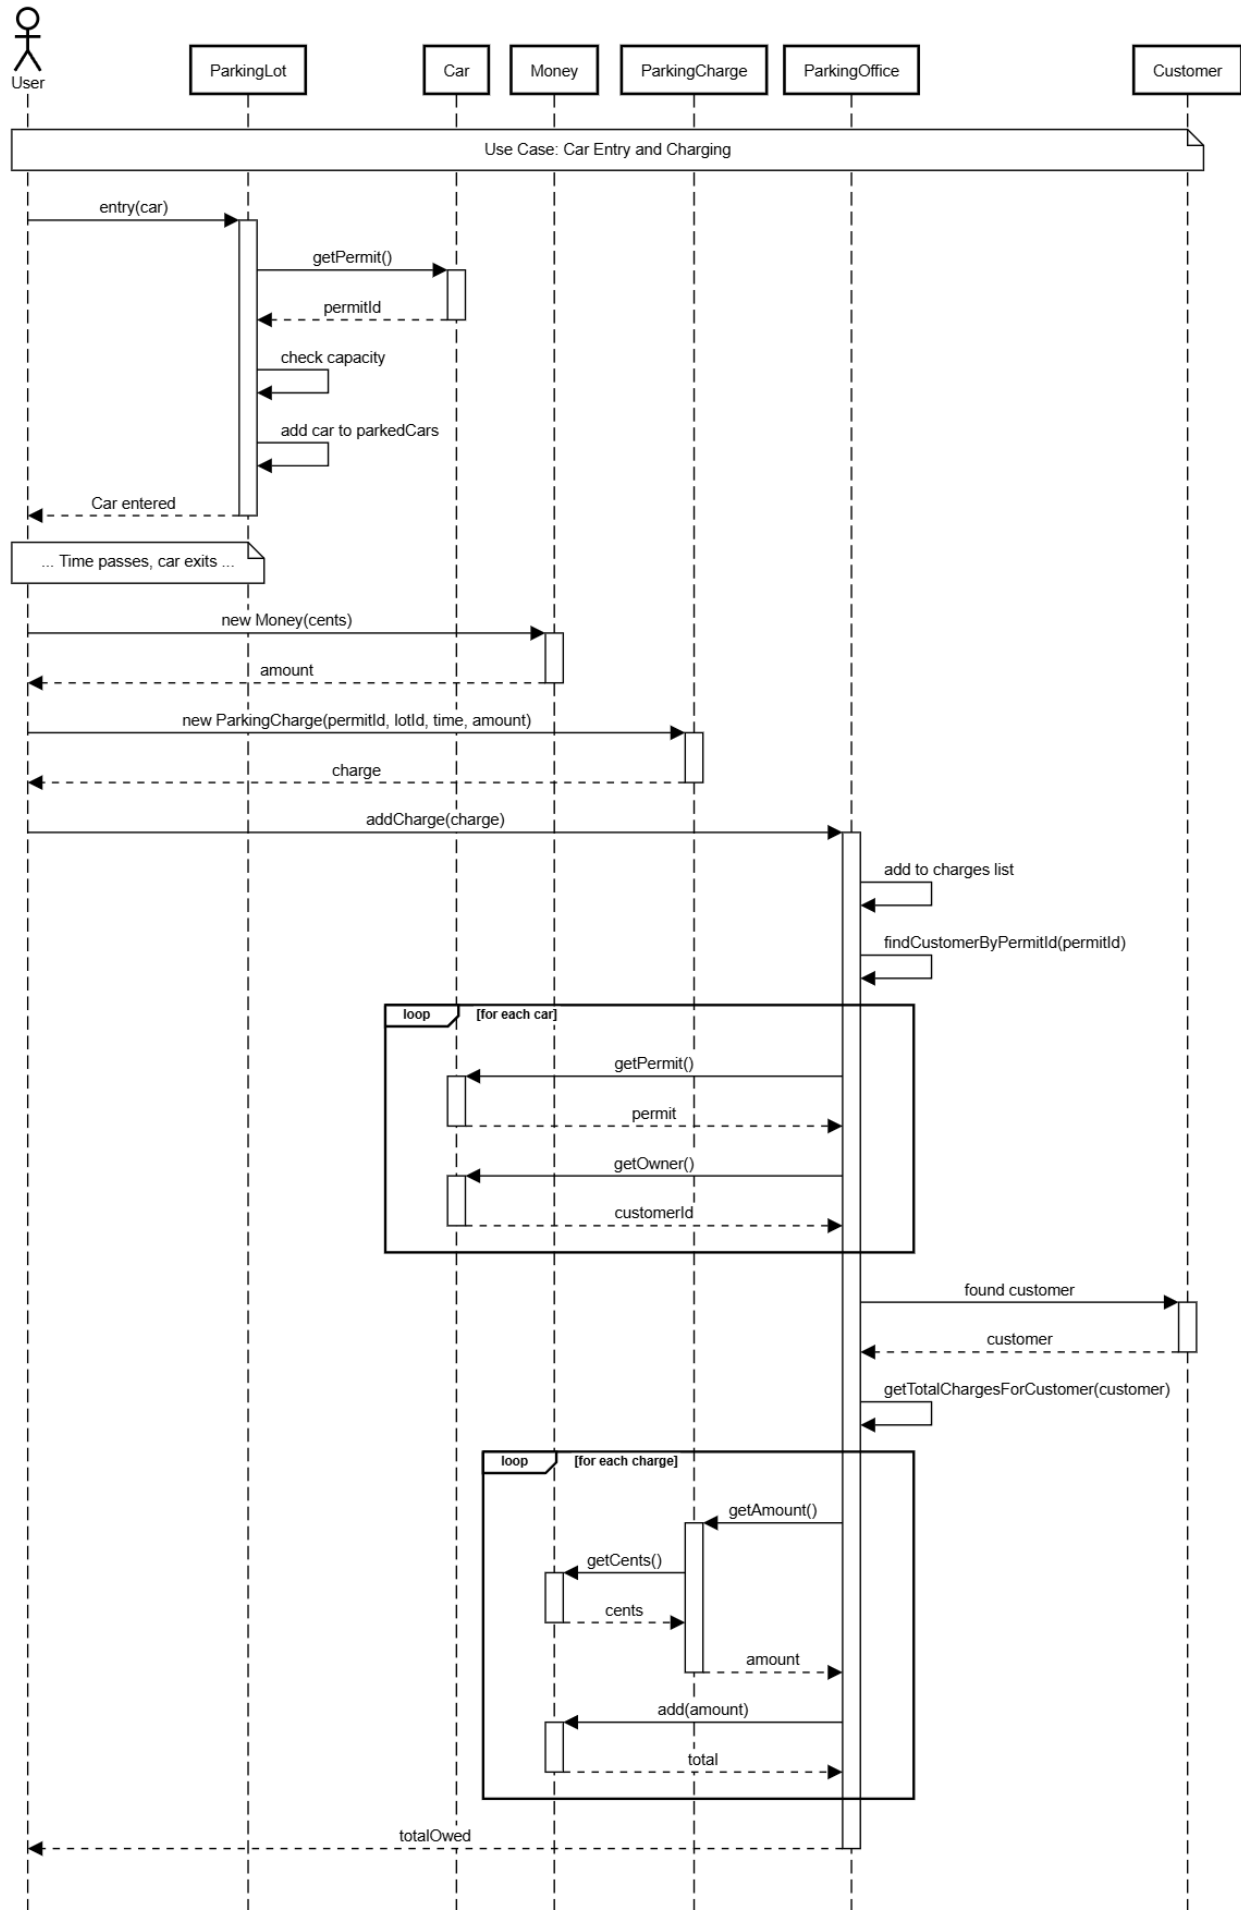 User
ParkingLot
Car
Money
ParkingCharge
ParkingOffice
Customer
Use Case: Car Entry and Charging
entry(car)
getPermit()
permitId
check capacity
add car to parkedCars
Car entered
... Time passes, car exits ...
new Money(cents)
amount
new ParkingCharge(permitId, lotId, time, amount)
charge
addCharge(charge)
add to charges list
findCustomerByPermitId(permitId)
loop [for each car]
getPermit()
permit
getOwner()
customerId
found customer
customer
getTotalChargesForCustomer(customer)
loop [for each charge]
getAmount()
getCents()
cents
amount
add(amount)
total
totalOwed